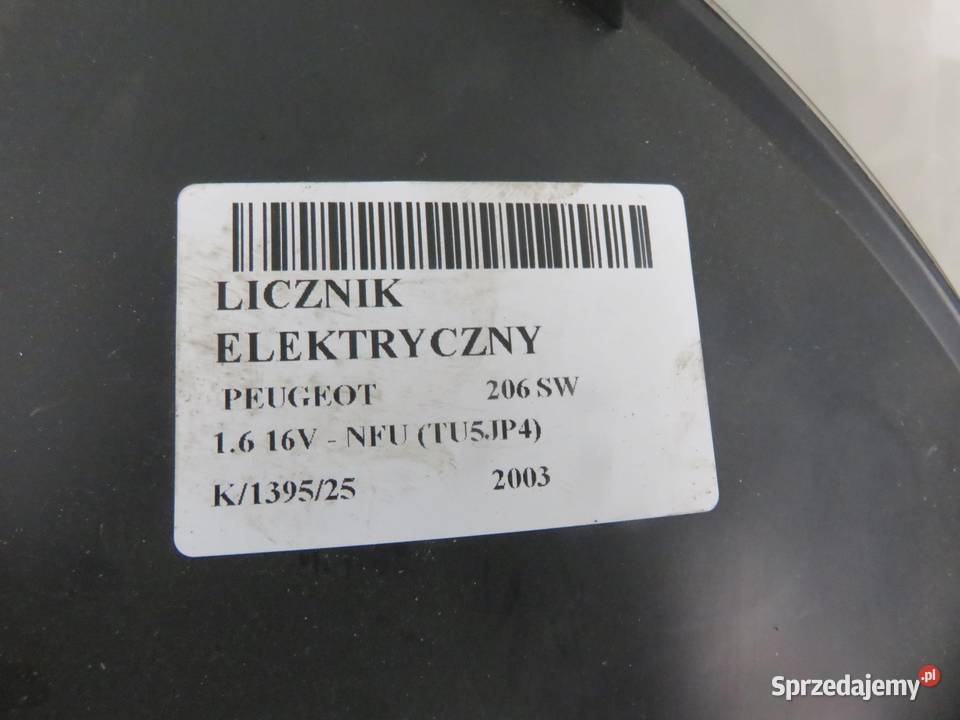 LICZNIK
ELEKTRYCZNY
PEUGEOT 206 SW
1.6 16V - NFU (TU5JP4)
K/1395/25 2003
Sprzedajemy.pl